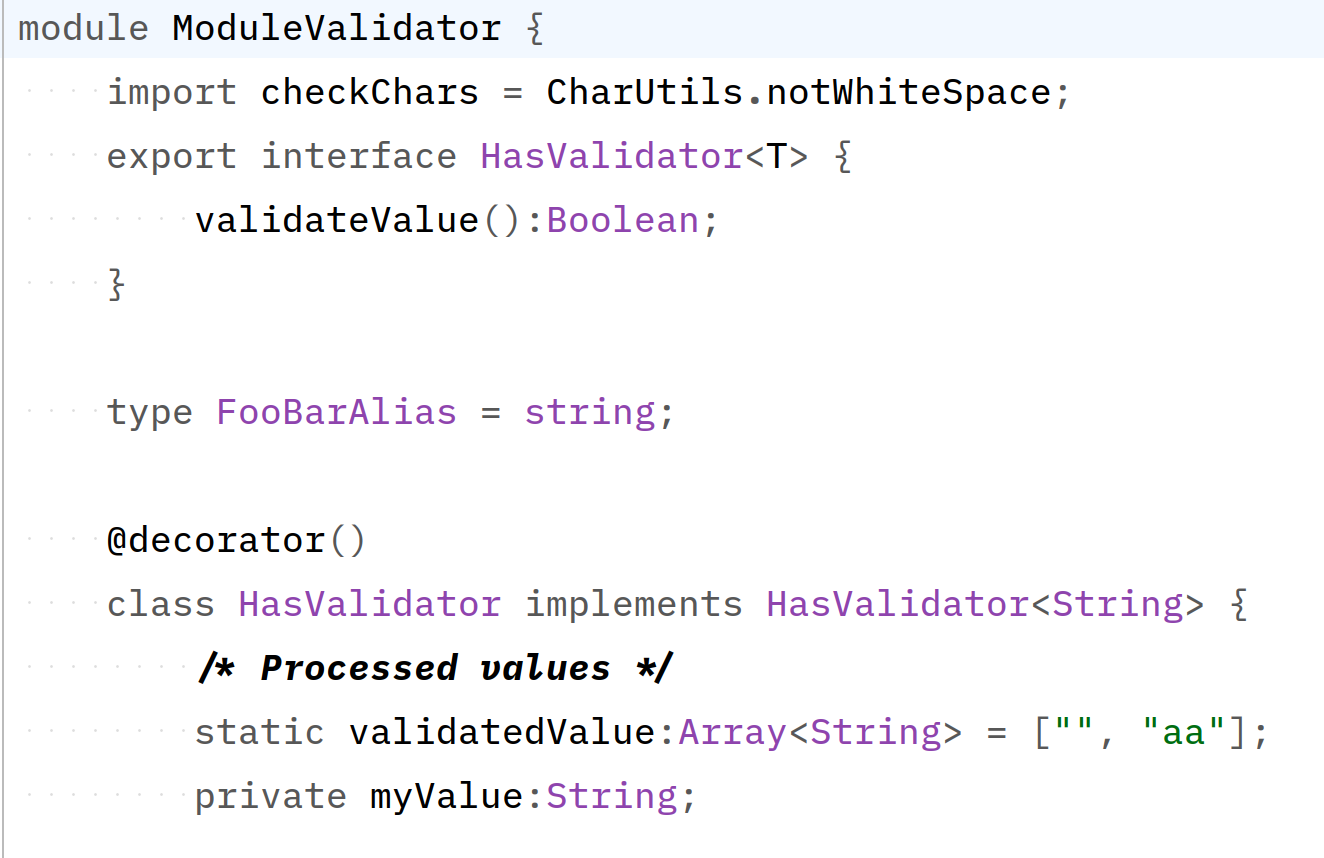 module ModuleValidator {
    import checkChars = CharUtils.notWhiteSpace;
    export interface HasValidator<T> {
        validateValue():Boolean;
    }

    type FooBarAlias = string;

    @decorator()
    class HasValidator implements HasValidator<String> {
        /* Processed values */
        static validatedValue:Array<String> = ["", "aa"];
        private myValue:String;